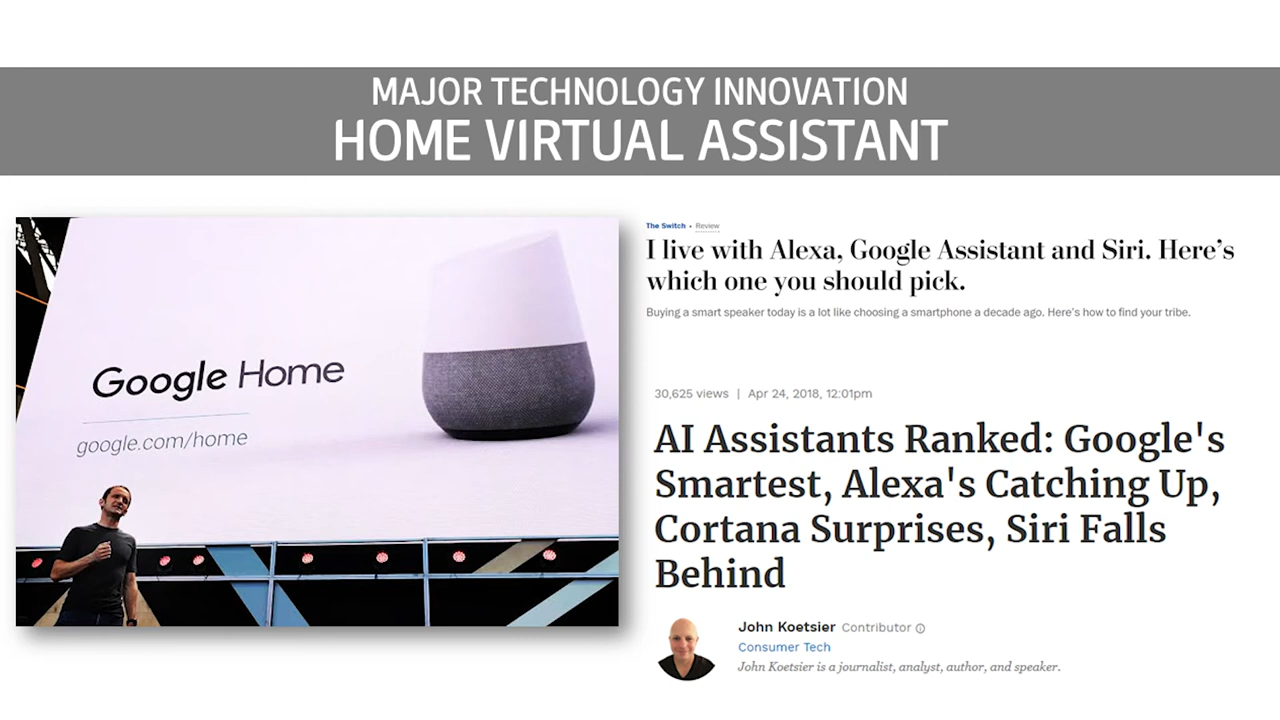 MAJOR TECHNOLOGY INNOVATION
HOME VIRTUAL ASSISTANT
Google Home
google.com/home
The Switch • Review
I live with Alexa, Google Assistant and Siri. Here’s
which one you should pick.
Buying a smart speaker today is a lot like choosing a smartphone a decade ago. Here’s how to find your tribe.
30,625 views | Apr 24, 2018, 12:01pm
AI Assistants Ranked: Google's
Smartest, Alexa's Catching Up,
Cortana Surprises, Siri Falls
Behind
John Koetsier Contributor
Consumer Tech
John Koetsier is a journalist, analyst, author, and speaker.